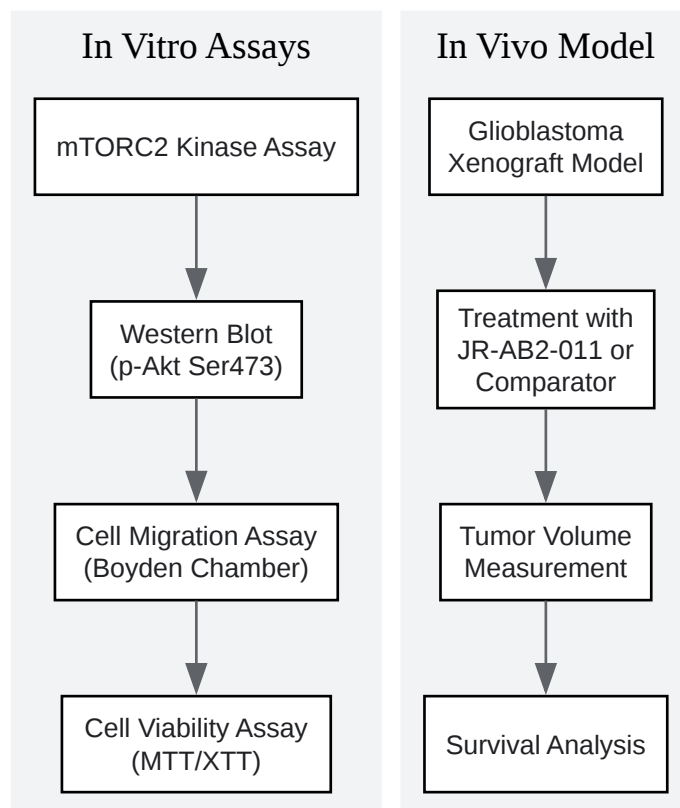 In Vitro Assays
mTORC2 Kinase Assay
Western Blot
(p-Akt Ser473)
Cell Migration Assay
(Boyden Chamber)
Cell Viability Assay
(MTT/XTT)
In Vivo Model
Glioblastoma
Xenograft Model
Treatment with
JR-AB2-011 or
Comparator
Tumor Volume
Measurement
Survival Analysis